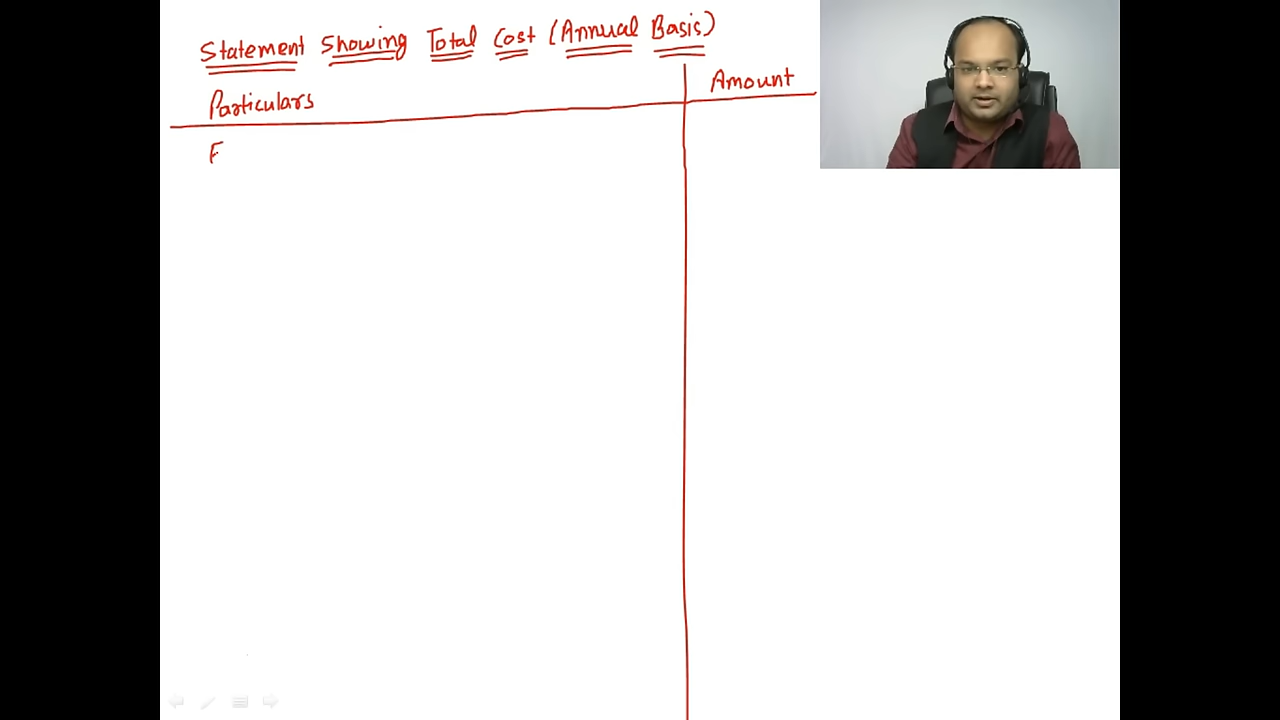 Statement Showing Total Cost (Annual Basis)
Particulars Amount
F